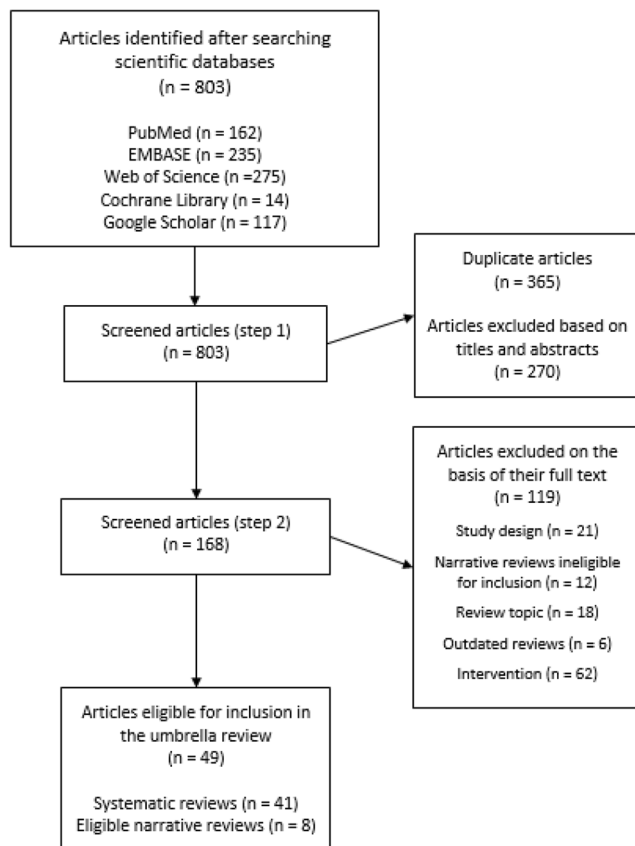 Articles identified after searching
scientific databases
(n = 803)
PubMed (n = 162)
EMBASE (n = 235)
Web of Science (n =275)
Cochrane Library (n = 14)
Google Scholar (n = 117)
Duplicate articles
(n = 365)
Articles excluded based on
titles and abstracts
(n = 270)
Screened articles (step 1)
(n = 803)
Articles excluded on the
basis of their full text
(n = 119)
Study design (n = 21)
Narrative reviews ineligible
for inclusion (n = 12)
Review topic (n = 18)
Outdated reviews (n = 6)
Intervention (n = 62)
Screened articles (step 2)
(n = 168)
Articles eligible for inclusion in
the umbrella review
(n = 49)
Systematic reviews (n = 41)
Eligible narrative reviews (n = 8)